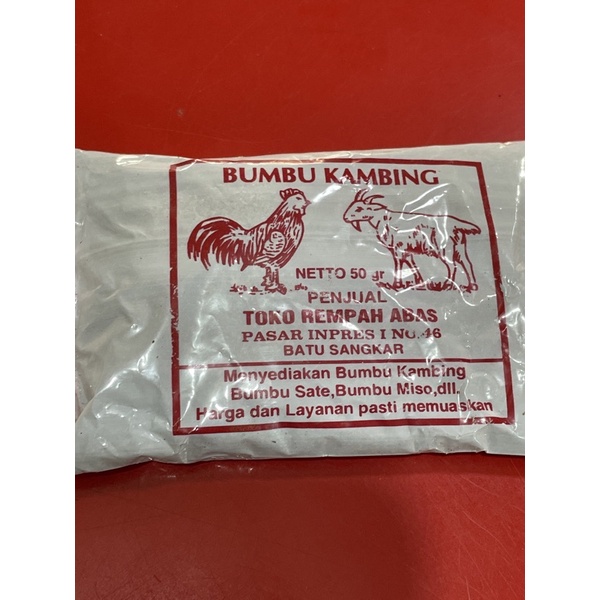 BUMBU KAMBING
NETTO 50 gr
PENJUAL
TOKO REMPAH ABAS
PASAR INPRES I NO.46
BATU SANGKAR
Menyediakan Bumbu Kambing
Bumbu Sate,Bumbu Miso,dll.
Harga dan Layanan pasti memuaskan